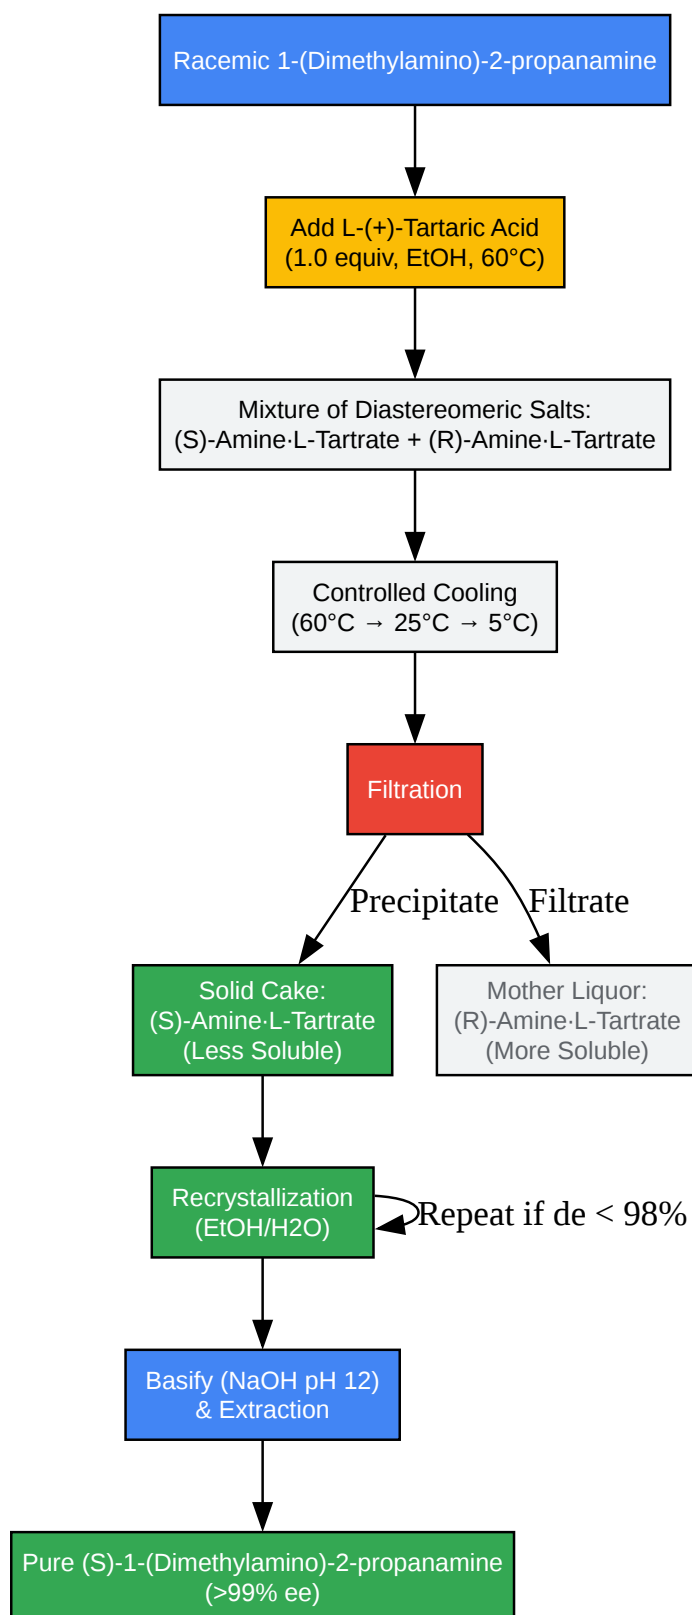 Racemic 1-(Dimethylamino)-2-propanamine
Add L-(+)-Tartaric Acid
(1.0 equiv, EtOH, 60°C)
Mixture of Diastereomeric Salts:
(S)-Amine·L-Tartrate + (R)-Amine·L-Tartrate
Controlled Cooling
(60°C → 25°C → 5°C)
Filtration
Precipitate
Filtrate
Solid Cake:
(S)-Amine·L-Tartrate
(Less Soluble)
Mother Liquor:
(R)-Amine·L-Tartrate
(More Soluble)
Recrystallization
(EtOH/H2O)
Repeat if de < 98%
Basify (NaOH pH 12)
& Extraction
Pure (S)-1-(Dimethylamino)-2-propanamine
(>99% ee)